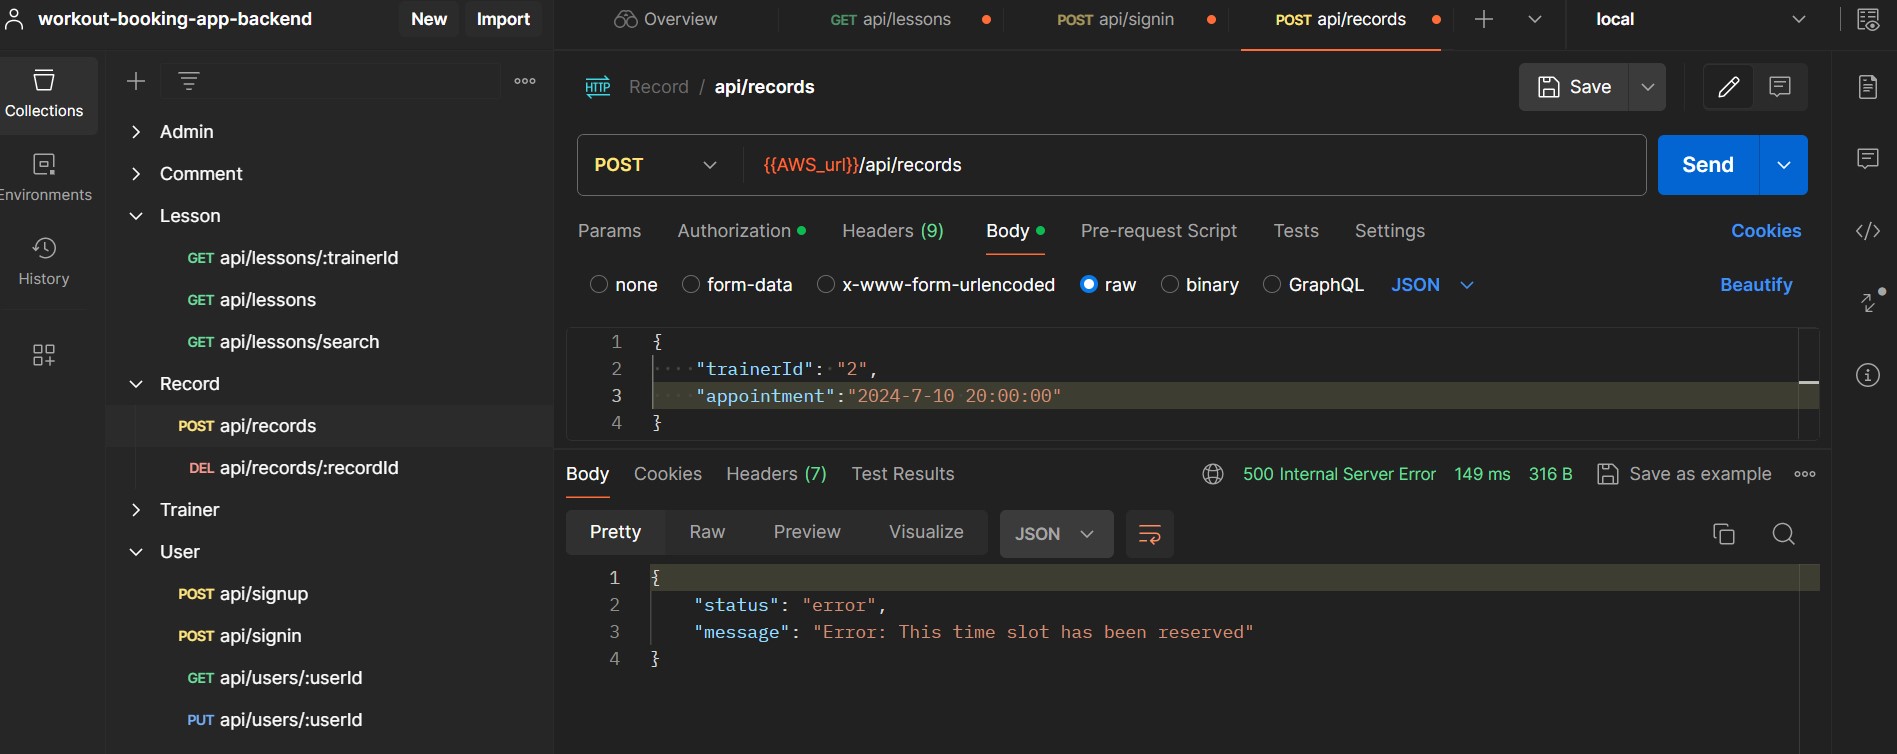 workout-booking-app-backend New Import
Overview GET api/lessons POST api/signin POST api/records local
Collections
Environments
History
Admin
Comment
Lesson
GET api/lessons/:trainerId
GET api/lessons
GET api/lessons/search
Record
POST api/records
DEL api/records/:recordId
Trainer
User
POST api/signup
POST api/signin
GET api/users/:userId
PUT api/users/:userId
HTTP Record / api/records Save
POST {{AWS_url}}/api/records Send
Params Authorization Headers (9) Body Pre-request Script Tests Settings Cookies
none form-data x-www-form-urlencoded raw binary GraphQL JSON Beautify
1 {
2 "trainerId": "2",
3 "appointment":"2024-7-10 20:00:00"
4 }
Body Cookies Headers (7) Test Results 500 Internal Server Error 149 ms 316 B Save as example
Pretty Raw Preview Visualize JSON
1 {
2 "status": "error",
3 "message": "Error: This time slot has been reserved"
4 }